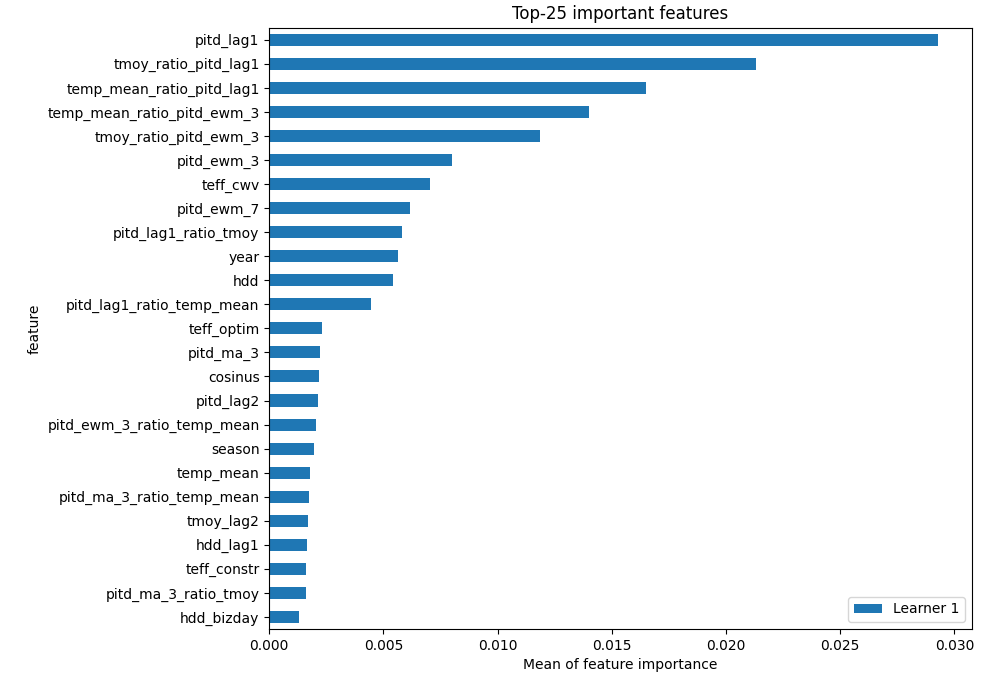 Top-25 important features
pitd_lag1
tmoy_ratio_pitd_lag1
temp_mean_ratio_pitd_lag1
temp_mean_ratio_pitd_ewm_3
tmoy_ratio_pitd_ewm_3
pitd_ewm_3
teff_cwv
pitd_ewm_7
pitd_lag1_ratio_tmoy
year
hdd
pitd_lag1_ratio_temp_mean
teff_optim
pitd_ma_3
cosinus
pitd_lag2
pitd_ewm_3_ratio_temp_mean
season
temp_mean
pitd_ma_3_ratio_temp_mean
tmoy_lag2
hdd_lag1
teff_constr
pitd_ma_3_ratio_tmoy
hdd_bizday
feature
Learner 1
0.000 0.005 0.010 0.015 0.020 0.025 0.030
Mean of feature importance